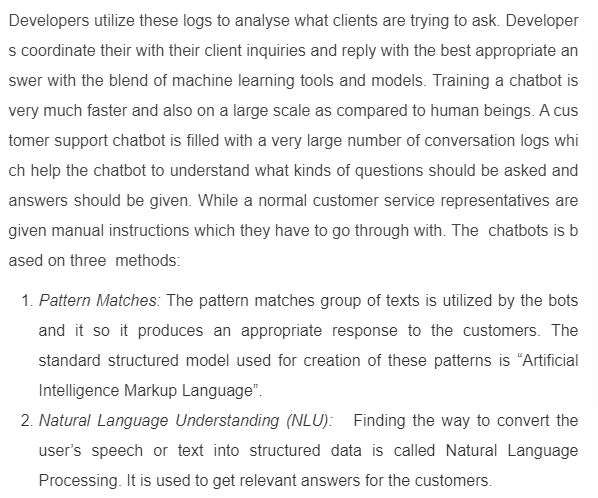 Developers utilize these logs to analyse what clients are trying to ask. Developer
s coordinate their with their client inquiries and reply with the best appropriate an
swer with the blend of machine learning tools and models. Training a chatbot is
very much faster and also on a large scale as compared to human beings. A cus
tomer support chatbot is filled with a very large number of conversation logs whi
ch help the chatbot to understand what kinds of questions should be asked and
answers should be given. While a normal customer service representatives are
given manual instructions which they have to go through with. The  chatbots is b
ased on three  methods:
1. Pattern Matches: The pattern matches group of texts is utilized by the bots
and it so it produces an appropriate response to the customers. The
standard structured model used for creation of these patterns is “Artificial
Intelligence Markup Language”.
2. Natural Language Understanding (NLU):   Finding the way to convert the
user’s speech or text into structured data is called Natural Language
Processing. It is used to get relevant answers for the customers.